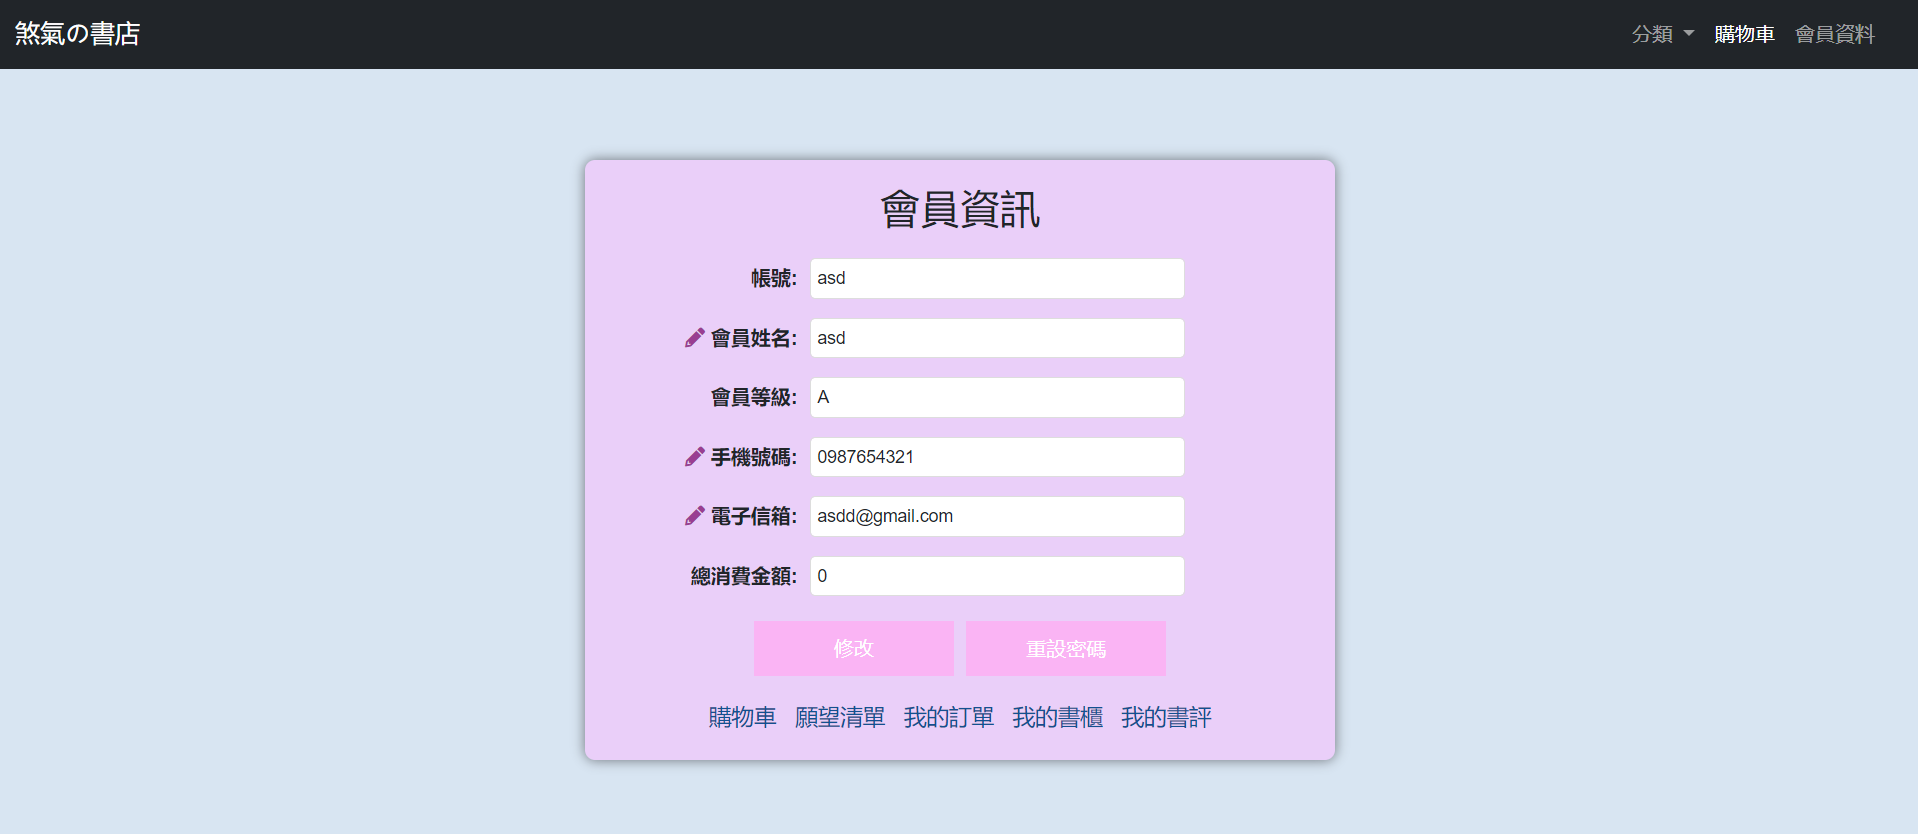 煞氣の書店
分類 購物車 會員資料
會員資訊
帳號: asd
會員姓名: asd
會員等級: A
手機號碼: 0987654321
電子信箱: asdd@gmail.com
總消費金額: 0
修改 重設密碼
購物車 願望清單 我的訂單 我的書櫃 我的書評